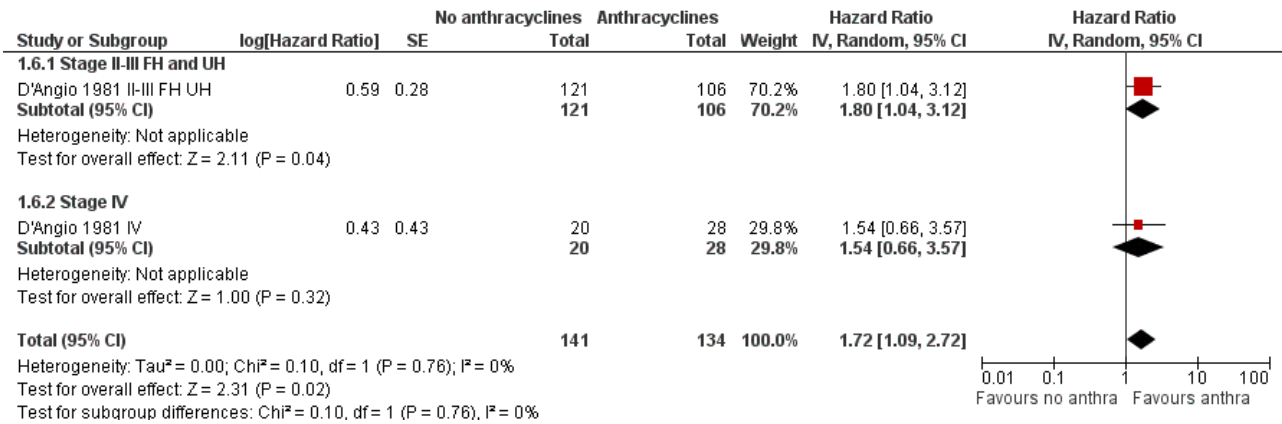 No anthracyclines Anthracyclines Hazard Ratio Hazard Ratio
Study or Subgroup log[Hazard Ratio] SE Total Total Weight IV, Random, 95% CI IV, Random, 95% CI
1.6.1 Stage II-III FH and UH
D'Angio 1981 II-III FH UH 0.59 0.28 121 106 70.2% 1.80 [1.04, 3.12]
Subtotal (95% CI) 121 106 70.2% 1.80 [1.04, 3.12]
Heterogeneity: Not applicable
Test for overall effect: Z = 2.11 (P = 0.04)
1.6.2 Stage IV
D'Angio 1981 IV 0.43 0.43 20 28 29.8% 1.54 [0.66, 3.57]
Subtotal (95% CI) 20 28 29.8% 1.54 [0.66, 3.57]
Heterogeneity: Not applicable
Test for overall effect: Z = 1.00 (P = 0.32)
Total (95% CI) 141 134 100.0% 1.72 [1.09, 2.72]
Heterogeneity: Tau² = 0.00; Chi² = 0.10, df = 1 (P = 0.76); I² = 0%
Test for overall effect: Z = 2.31 (P = 0.02)
Test for subgroup differences: Chi² = 0.10, df = 1 (P = 0.76), I² = 0%
0.01 0.1 1 10 100
Favours no anthra Favours anthra